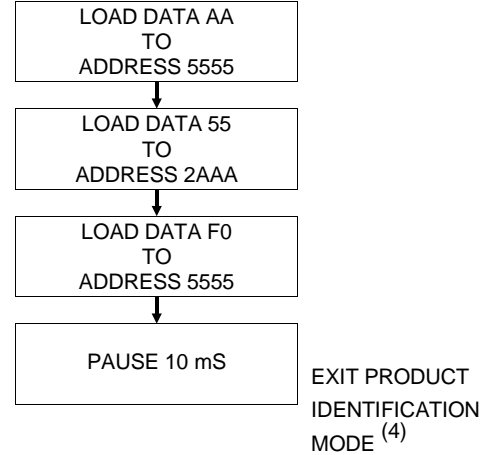 LOAD DATA AA
TO
ADDRESS 5555
LOAD DATA 55
TO
ADDRESS 2AAA
LOAD DATA F0
TO
ADDRESS 5555
PAUSE 10 mS
EXIT PRODUCT
IDENTIFICATION
MODE (4)